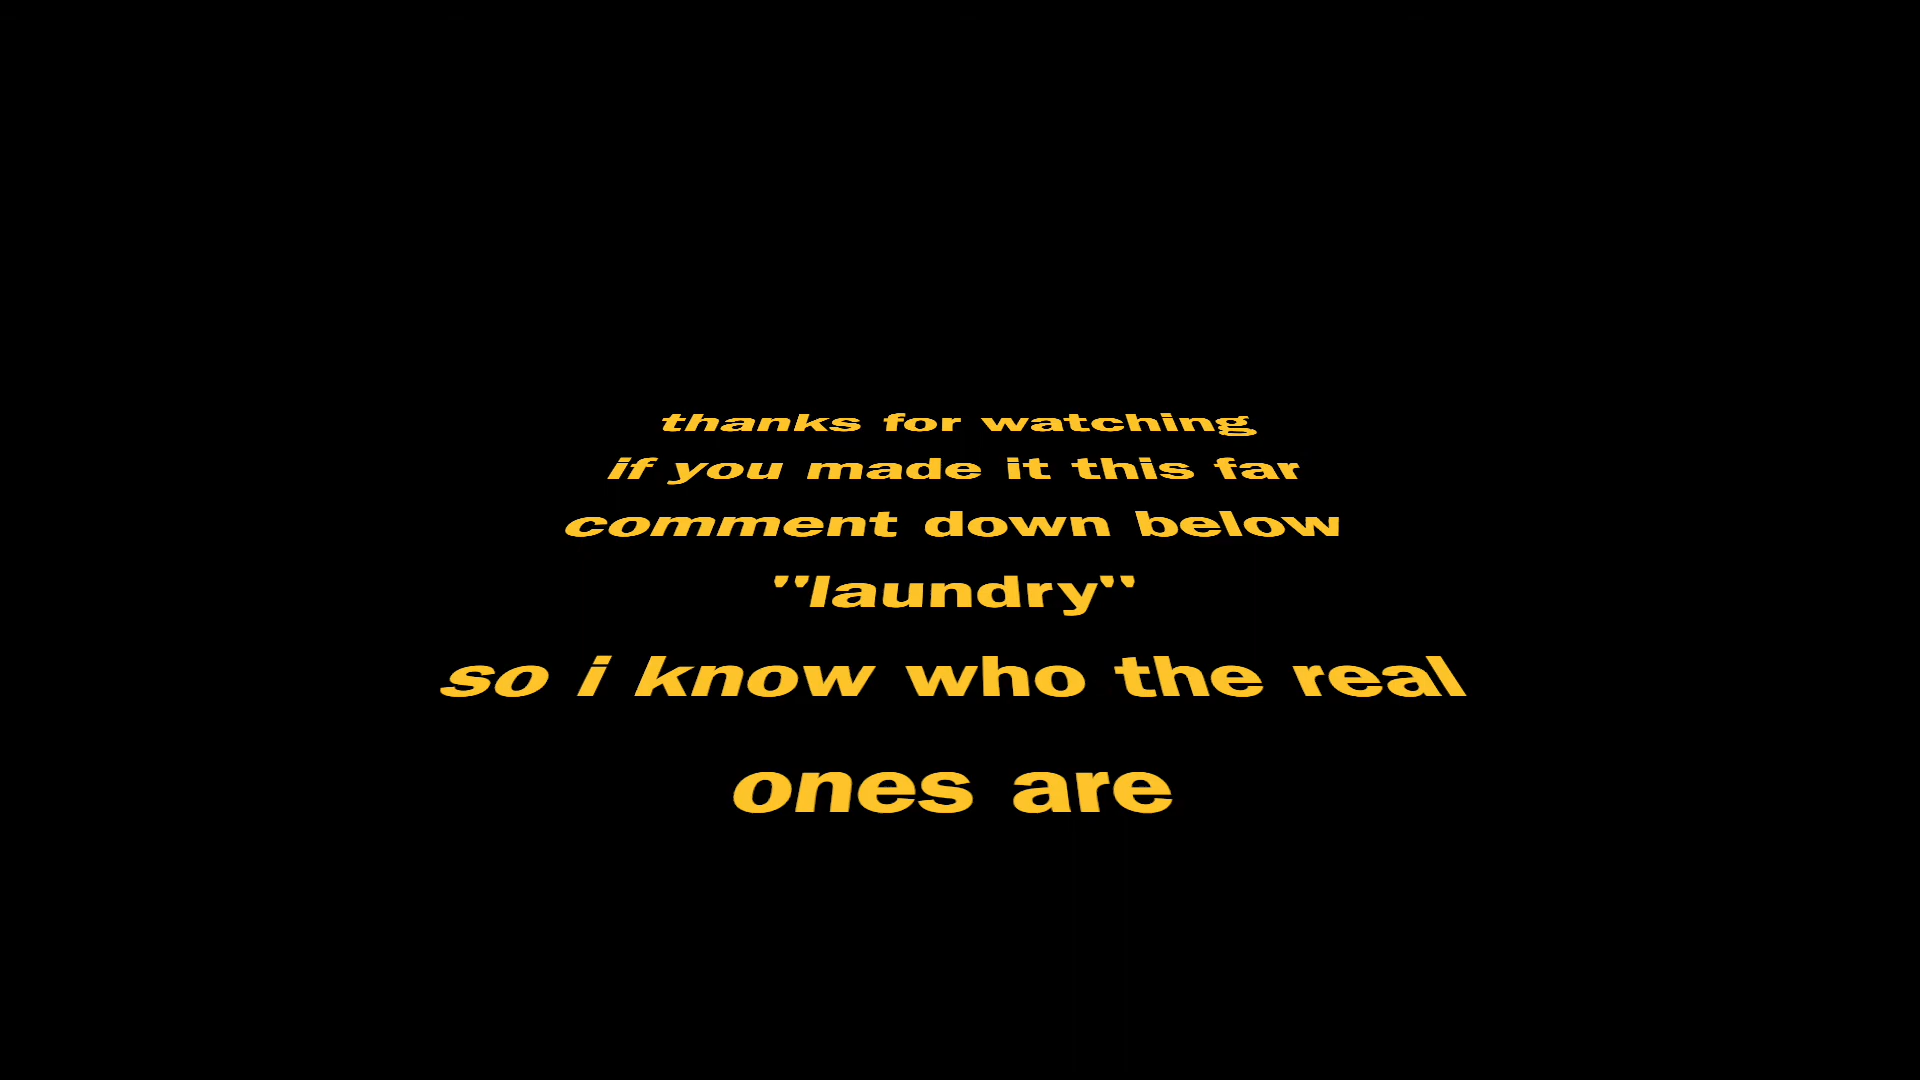 thanks for watching
if you made it this far
comment down below
"laundry"
so i know who the real
ones are